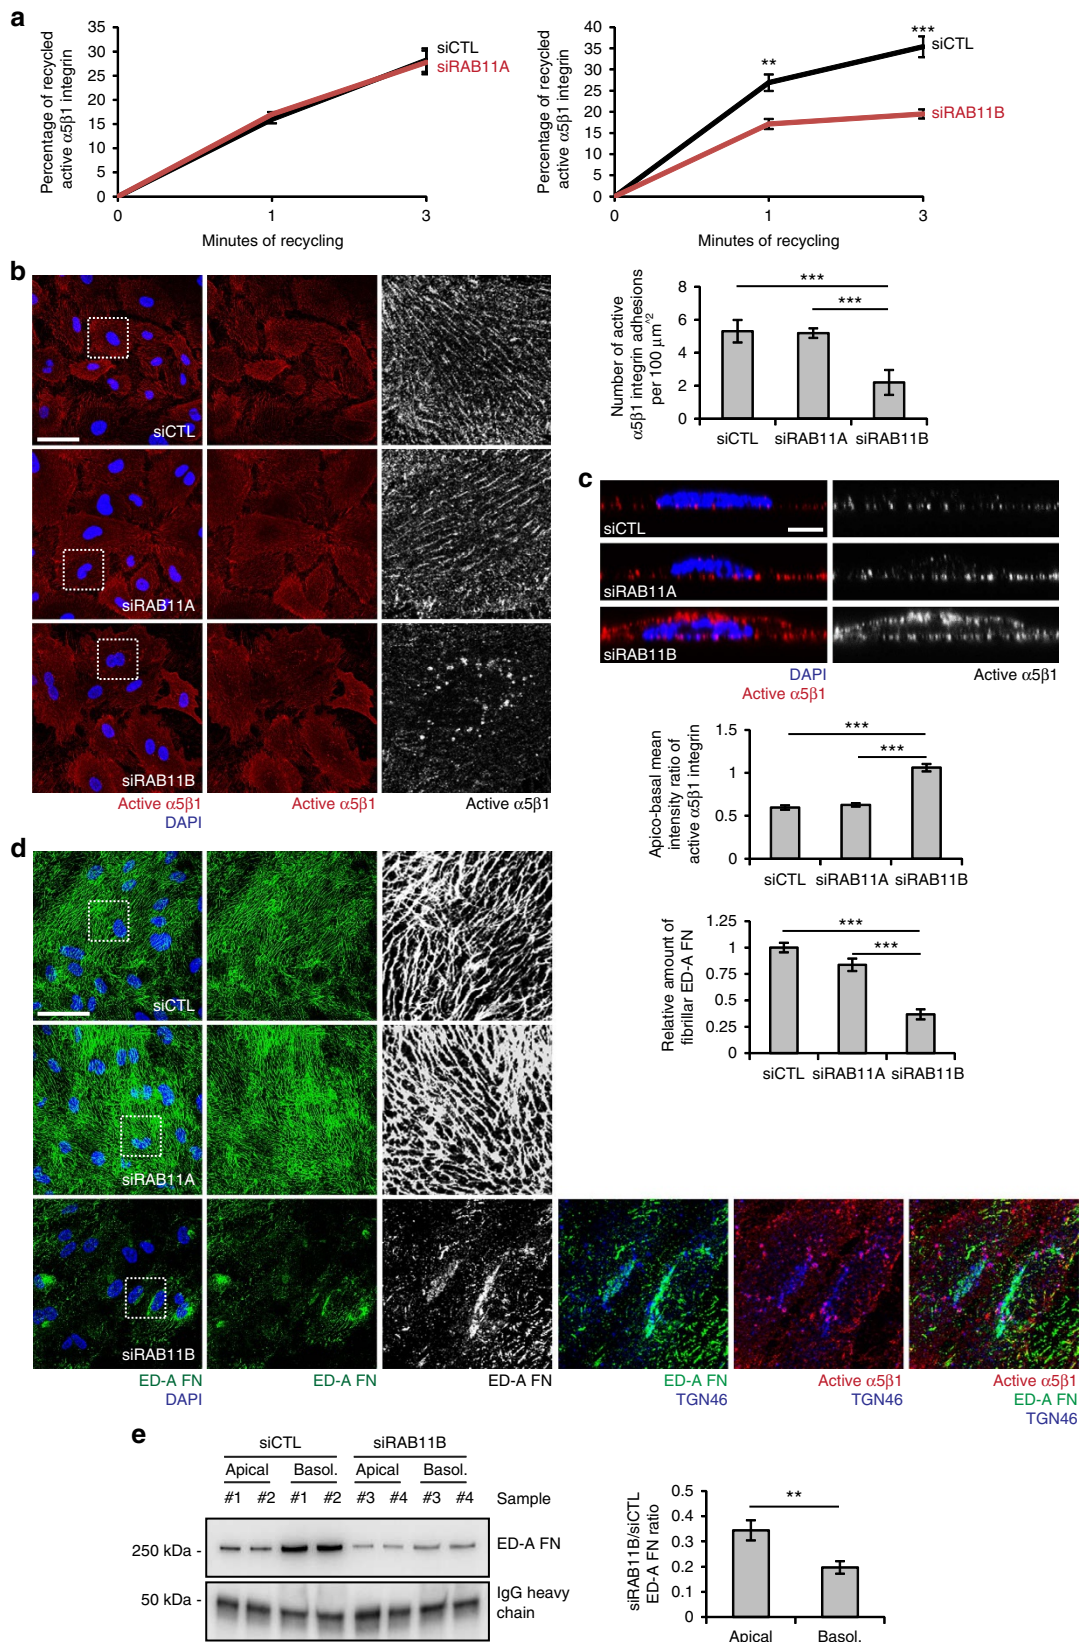 a
Percentage of recycled
active α5β1 integrin
35
30
25
20
15
10
5
0
siCTL
siRAB11A
0
1
3
Minutes of recycling
Percentage of recycled
active α5β1 integrin
40
35
30
25
20
15
10
5
0
**
***
siCTL
siRAB11B
0
1
3
Minutes of recycling
b
siCTL
siRAB11A
siRAB11B
Active α5β1
DAPI
Active α5β1
Active α5β1
Number of active
α5β1 integrin adhesions
per 100 µm^2
8
6
4
2
0
***
***
siCTL
siRAB11A
siRAB11B
c
siCTL
siRAB11A
siRAB11B
DAPI
Active α5β1
Active α5β1
Apico-basal mean
intensity ratio of
active α5β1 integrin
1.5
1
0.5
0
***
***
siCTL
siRAB11A
siRAB11B
d
siCTL
siRAB11A
siRAB11B
ED-A FN
DAPI
ED-A FN
ED-A FN
ED-A FN
TGN46
Active α5β1
TGN46
Active α5β1
ED-A FN
TGN46
Relative amount of
fibrillar ED-A FN
1.25
1
0.75
0.5
0.25
0
***
***
siCTL
siRAB11A
siRAB11B
e
siCTL
siRAB11B
Apical
Basol.
Apical
Basol.
#1 #2 #1 #2 #3 #4 #3 #4 Sample
250 kDa -
ED-A FN
50 kDa -
IgG heavy
chain
siRAB11B/siCTL
ED-A FN ratio
0.5
0.4
0.3
0.2
0.1
0
**
Apical
Basol.